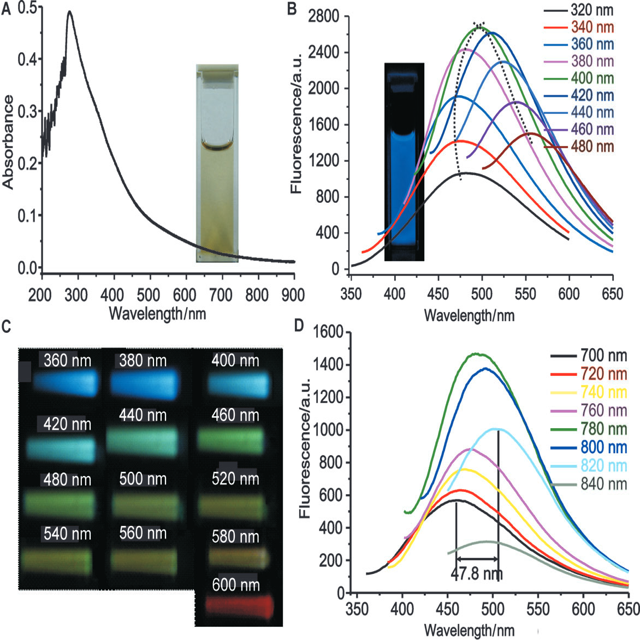 A
0.5
0.4
0.3
0.2
0.1
0.0
Absorbance
200 300 400 500 600 700 800 900
Wavelength/nm
B
2800
2400
2000
1600
1200
800
400
0
Fluorescence/a.u.
350 400 450 500 550 600 650
Wavelength/nm
320 nm
340 nm
360 nm
380 nm
400 nm
420 nm
440 nm
460 nm
480 nm
C
360 nm 380 nm 400 nm
420 nm 440 nm 460 nm
480 nm 500 nm 520 nm
540 nm 560 nm 580 nm
600 nm
D
1600
1400
1200
1000
800
600
400
200
0
Fluorescence/a.u.
350 400 450 500 550 600 650
Wavelength/nm
700 nm
720 nm
740 nm
760 nm
780 nm
800 nm
820 nm
840 nm
47.8 nm